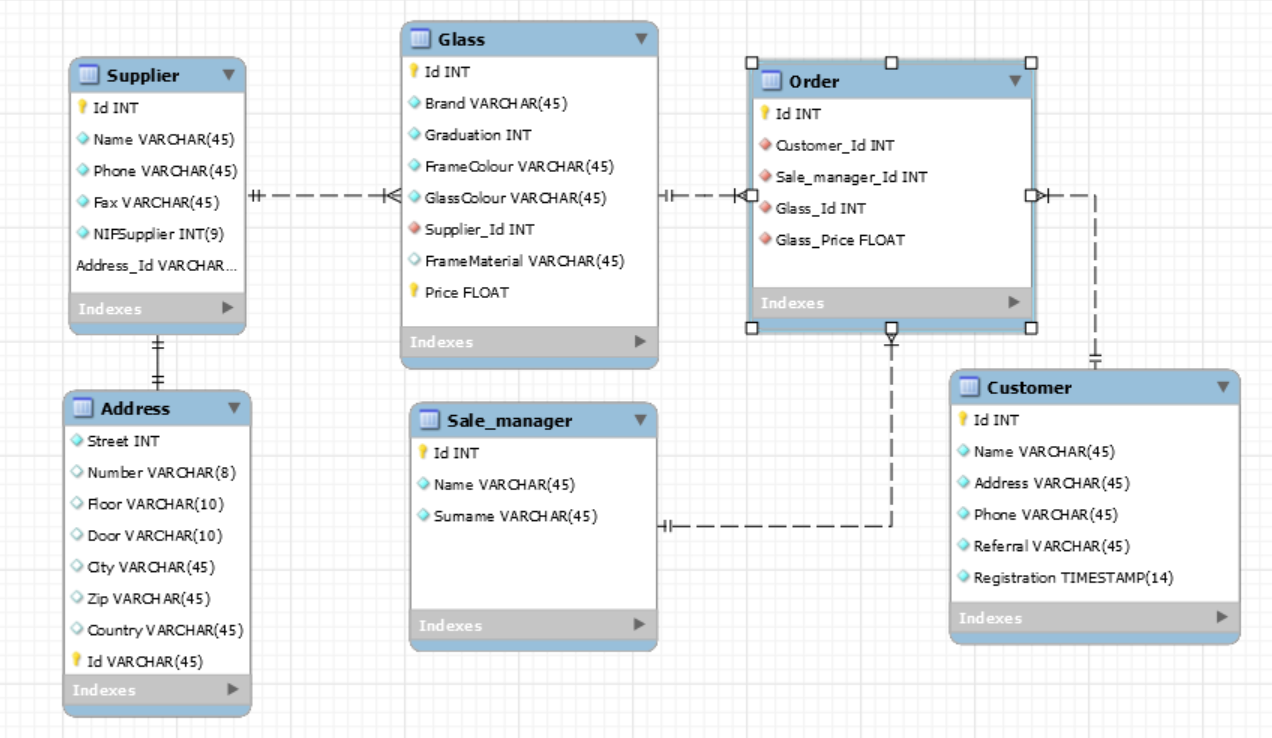 Supplier
Id INT
Name VARCHAR(45)
Phone VARCHAR(45)
Fax VARCHAR(45)
NIFSupplier INT(9)
Address_Id VARCHAR...
Indexes
Glass
Id INT
Brand VARCHAR(45)
Graduation INT
FrameColour VARCHAR(45)
GlassColour VARCHAR(45)
Supplier_Id INT
FrameMaterial VARCHAR(45)
Price FLOAT
Indexes
Order
Id INT
Customer_Id INT
Sale_manager_Id INT
Glass_Id INT
Glass_Price FLOAT
Indexes
Address
Street INT
Number VARCHAR(8)
Floor VARCHAR(10)
Door VARCHAR(10)
City VARCHAR(45)
Zip VARCHAR(45)
Country VARCHAR(45)
Id VARCHAR(45)
Indexes
Sale_manager
Id INT
Name VARCHAR(45)
Surname VARCHAR(45)
Indexes
Customer
Id INT
Name VARCHAR(45)
Address VARCHAR(45)
Phone VARCHAR(45)
Referral VARCHAR(45)
Registration TIMESTAMP(14)
Indexes